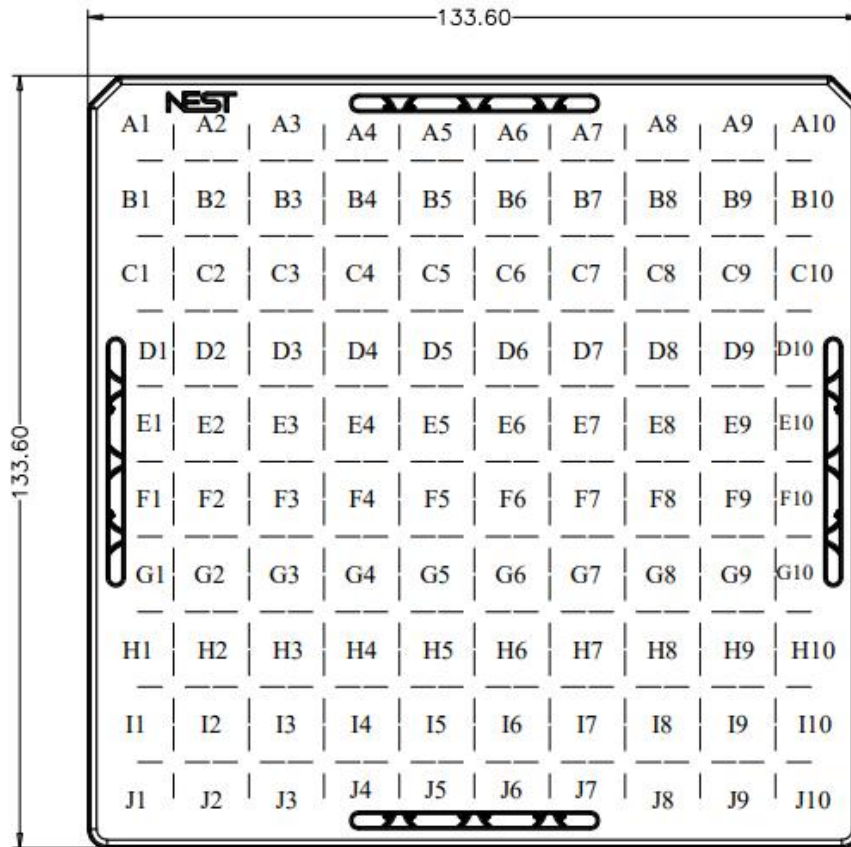 133.60
NEST
A1 A2 A3 A4 A5 A6 A7 A8 A9 A10
B1 B2 B3 B4 B5 B6 B7 B8 B9 B10
C1 C2 C3 C4 C5 C6 C7 C8 C9 C10
D1 D2 D3 D4 D5 D6 D7 D8 D9 D10
E1 E2 E3 E4 E5 E6 E7 E8 E9 E10
133.60
F1 F2 F3 F4 F5 F6 F7 F8 F9 F10
G1 G2 G3 G4 G5 G6 G7 G8 G9 G10
H1 H2 H3 H4 H5 H6 H7 H8 H9 H10
I1 I2 I3 I4 I5 I6 I7 I8 I9 I10
J1 J2 J3 J4 J5 J6 J7 J8 J9 J10